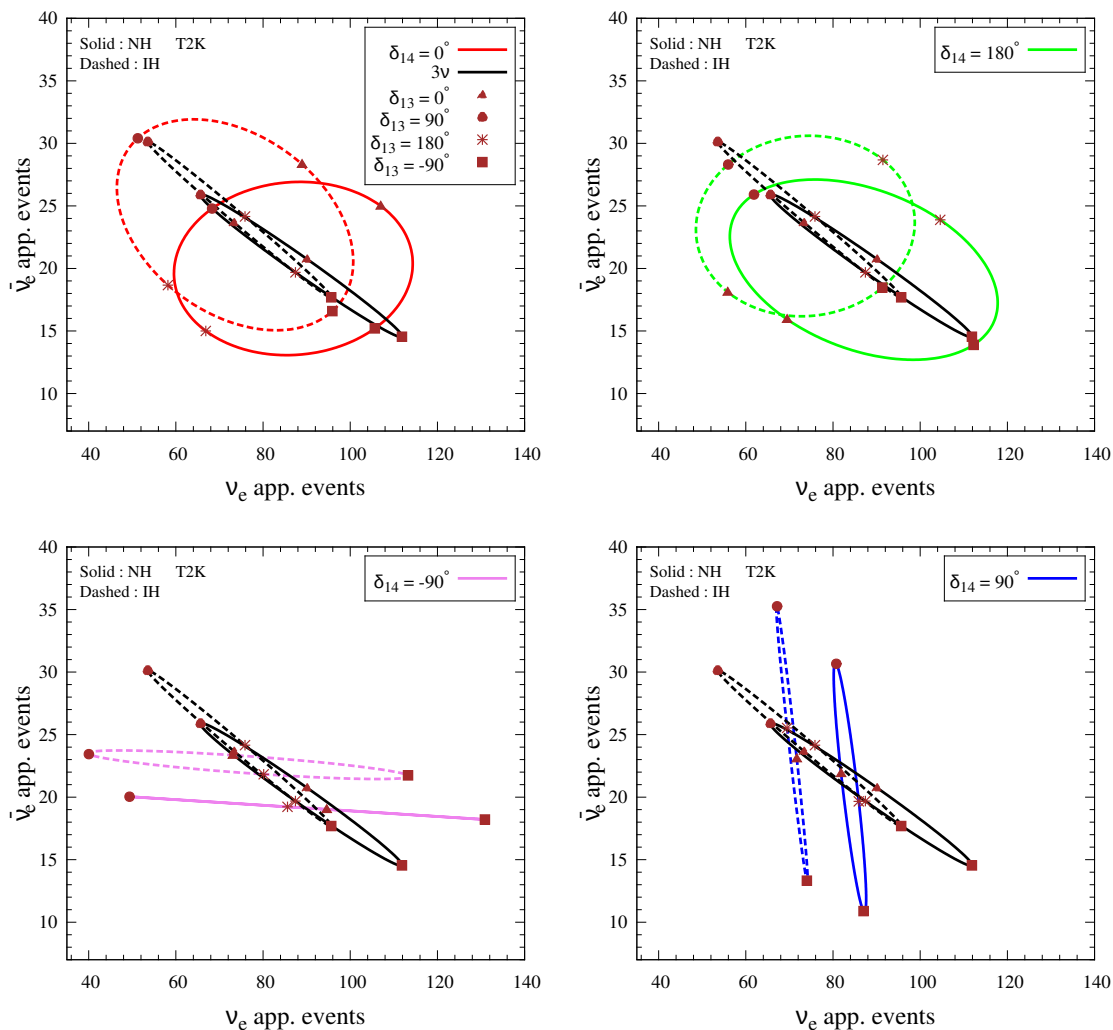 40
35
30
25
20
15
10
ν̄e app. events
Solid : NH T2K
Dashed : IH
δ14 = 0°
3ν
δ13 = 0°
δ13 = 90°
δ13 = 180°
δ13 = -90°
40 60 80 100 120 140
νe app. events
40
35
30
25
20
15
10
ν̄e app. events
Solid : NH T2K
Dashed : IH
δ14 = 180°
40 60 80 100 120 140
νe app. events
40
35
30
25
20
15
10
ν̄e app. events
Solid : NH T2K
Dashed : IH
δ14 = -90°
40 60 80 100 120 140
νe app. events
40
35
30
25
20
15
10
ν̄e app. events
Solid : NH T2K
Dashed : IH
δ14 = 90°
40 60 80 100 120 140
νe app. events